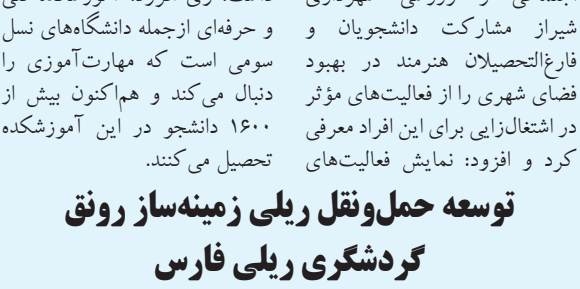 شیراز مشارکت دانشجویان و
فارغ‌التحصیلان هنرمند در بهبود
فضای شهری را از فعالیت‌های مؤثر
در اشتغال‌زایی برای این افراد معرفی
کرد و افزود: نمایش فعالیت‌های
و حرفه‌ای ازجمله دانشگاه‌های نسل
سومی است که مهارت‌آموزی را
دنبال می‌کند و هم‌اکنون بیش از
۱۶۰۰ دانشجو در این آموزشکده
تحصیل می‌کنند.
توسعه حمل‌ونقل ریلی زمینه‌ساز رونق
گردشگری ریلی فارس